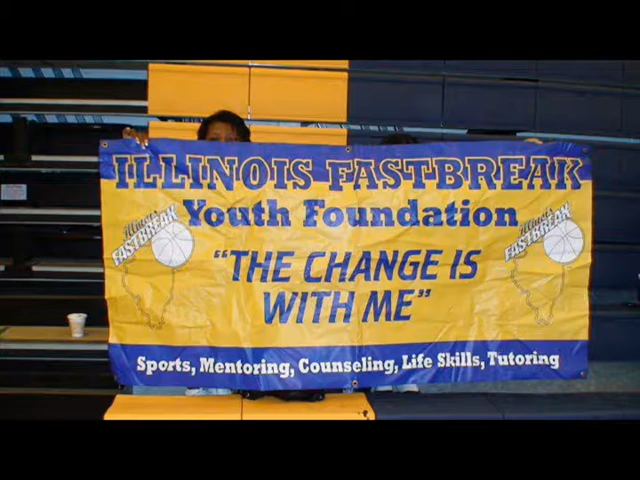 ILLINOIS FASTBREAK
Youth Foundation
Illinois
FASTBREAK
Illinois
FASTBREAK
"THE CHANGE IS
WITH ME"
Sports, Mentoring, Counseling, Life Skills, Tutoring